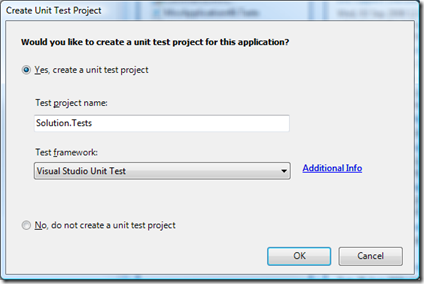 Create Unit Test Project
Would you like to create a unit test project for this application?
Yes, create a unit test project
Test project name:
Solution.Tests
Test framework:
Visual Studio Unit Test
Additional Info
No, do not create a unit test project
OK
Cancel